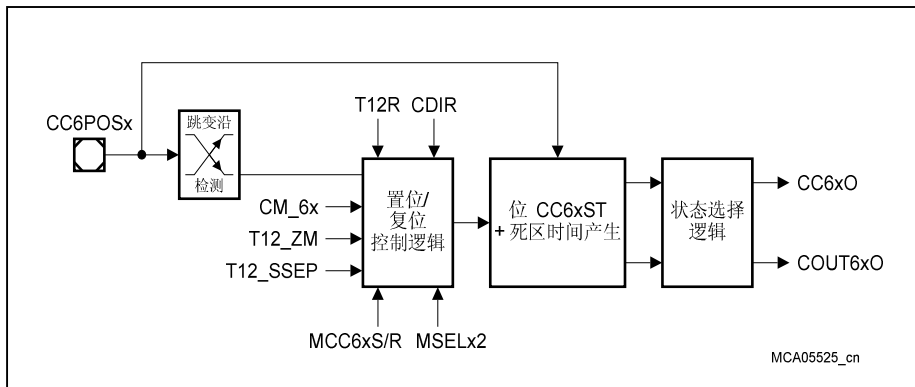 T12R CDIR
CC6POSx
跳变沿
检测
CM_6x
T12_ZM
T12_SSEP
置位/
复位
控制逻辑
MCC6xS/R MSELx2
位 CC6xST
+ 死区时间产生
状态选择
逻辑
CC6xO
COUT6xO
MCA05525_cn